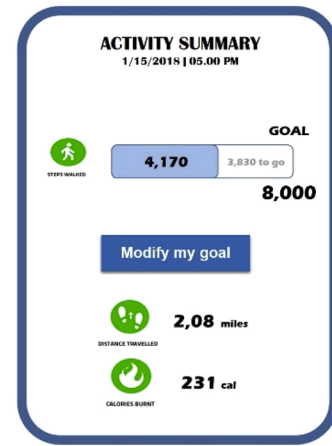 ACTIVITY SUMMARY
1/15/2018 | 05.00 PM
GOAL
4,170
3,830 to go
STEPS WALKED
8,000
Modify my goal
2,08 miles
DISTANCE TRAVELLED
231 cal
CALORIES BURNT